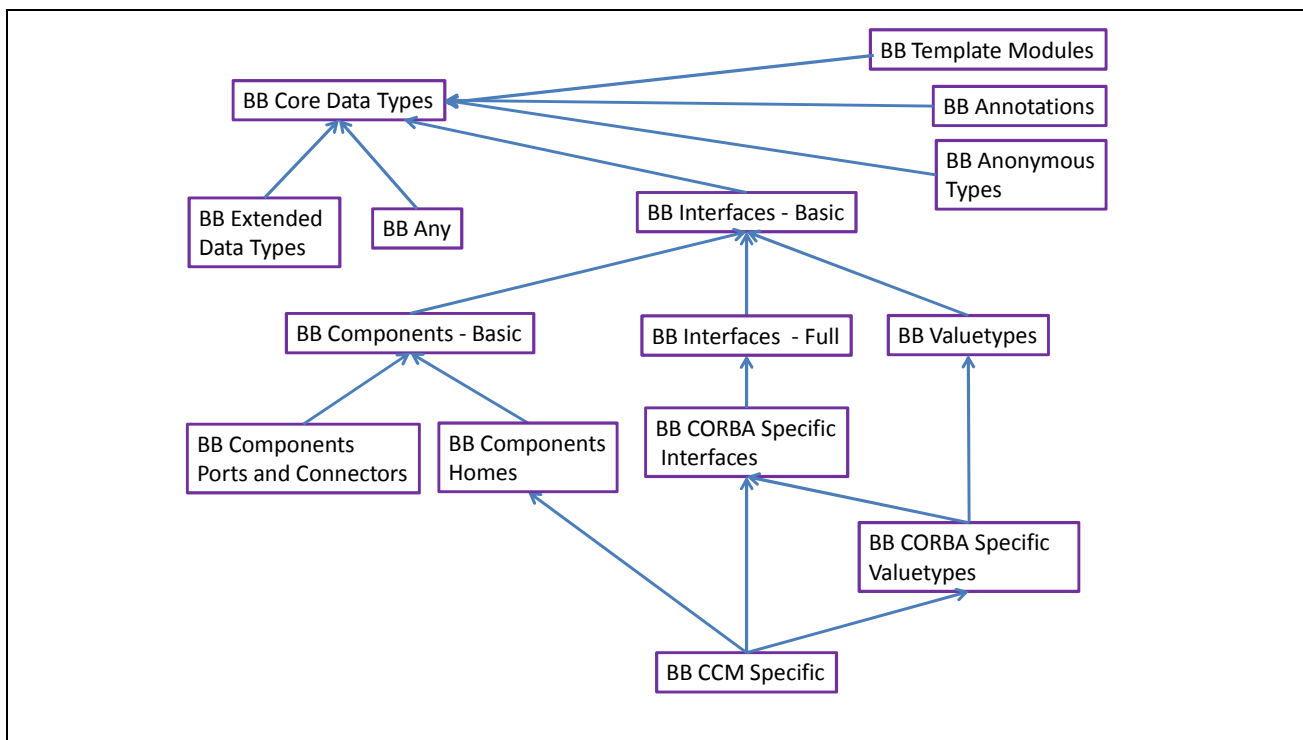 BB Template Modules
BB Core Data Types
BB Annotations
BB Anonymous
Types
BB Extended
Data Types
BB Any
BB Interfaces - Basic
BB Components - Basic
BB Interfaces - Full
BB Valuetypes
BB Components
Ports and Connectors
BB Components
Homes
BB CORBA Specific
Interfaces
BB CORBA Specific
Valuetypes
BB CCM Specific